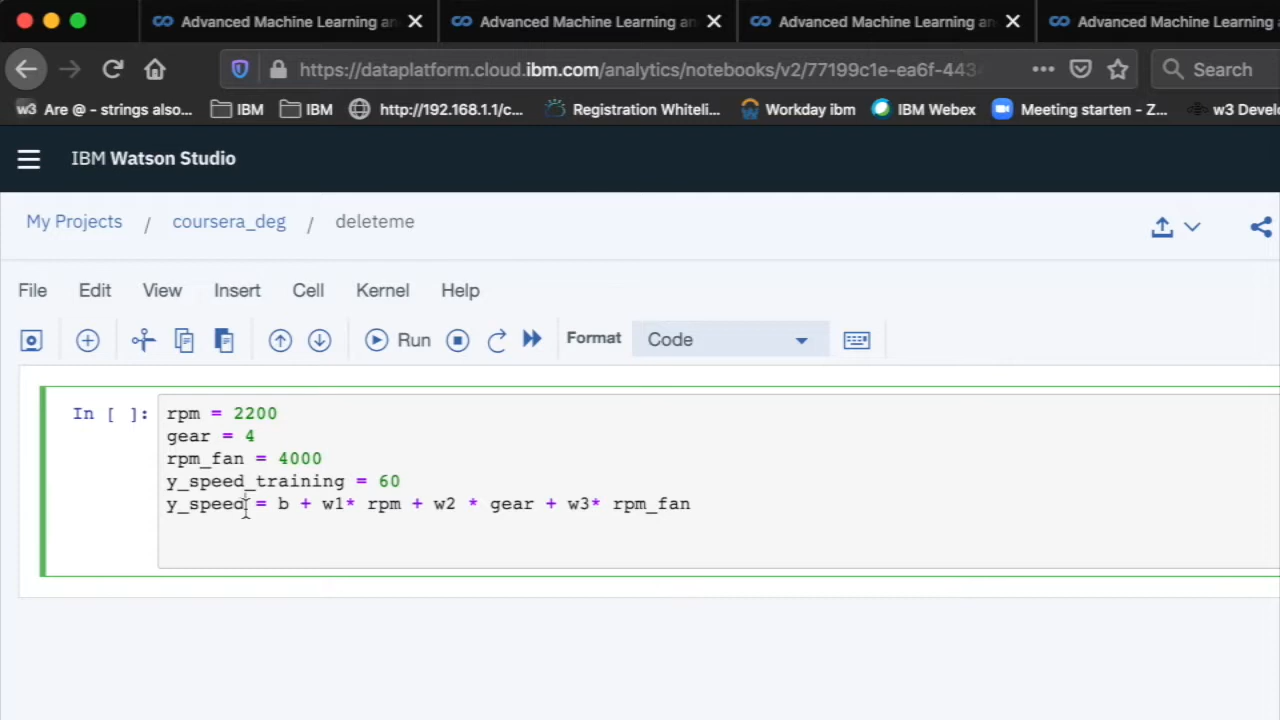 Advanced Machine Learning an
Advanced Machine Learning an
Advanced Machine Learning an
Advanced Machine Learning a
https://dataplatform.cloud.ibm.com/analytics/notebooks/v2/77199c1e-ea6f-443
Search
w3 Are @ - strings also...
IBM
IBM
http://192.168.1.1/c...
Registration Whiteli...
Workday ibm
IBM Webex
Meeting starten - Z...
w3 Develo
IBM Watson Studio
My Projects / coursera_deg / deleteme
File Edit View Insert Cell Kernel Help
Run Format Code
In [ ]: rpm = 2200
gear = 4
rpm_fan = 4000
y_speed_training = 60
y_speed = b + w1* rpm + w2 * gear + w3* rpm_fan